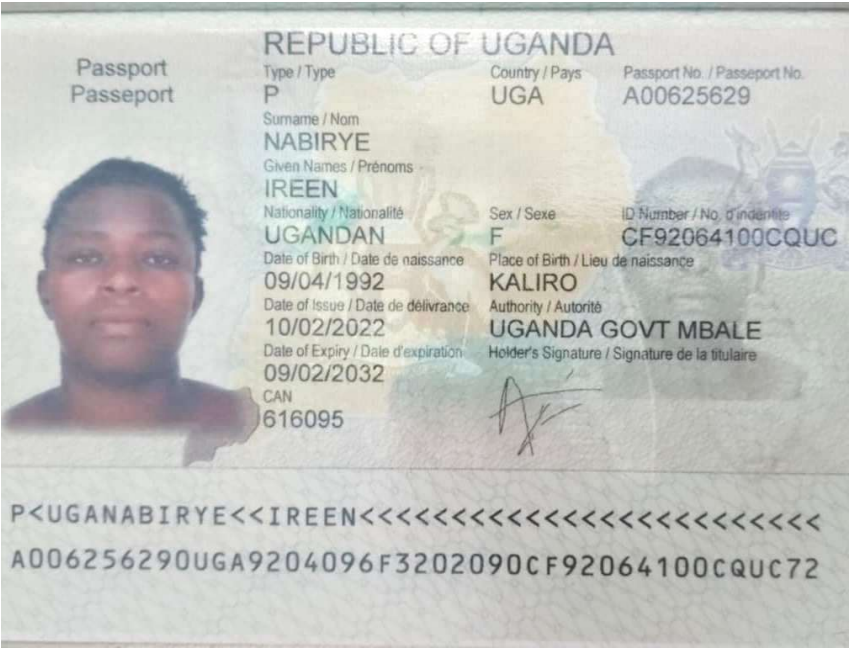 REPUBLIC OF UGANDA
Passport
Passeport
Type / Type
Country / Pays
Passport No. / Passeport No.
P
UGA
A00625629
Surname / Nom
NABIRYE
Given Names / Prénoms
IREEN
Nationality / Nationalité
Sex / Sexe
ID Number / No. d'indentite
UGANDAN
F
CF92064100CQUC
Date of Birth / Date de naissance
Place of Birth / Lieu de naissance
09/04/1992
KALIRO
Date of Issue / Date de délivrance
Authority / Autorité
10/02/2022
UGANDA GOVT MBALE
Date of Expiry / Date d'expiration
Holder's Signature / Signature de la titulaire
09/02/2032
CAN
616095
P<UGANABIRYE<<IREEN<<<<<<<<<<<<<<<<<<<<<<<<<
A006256290UGA9204096F3202090CF92064100CQUC72